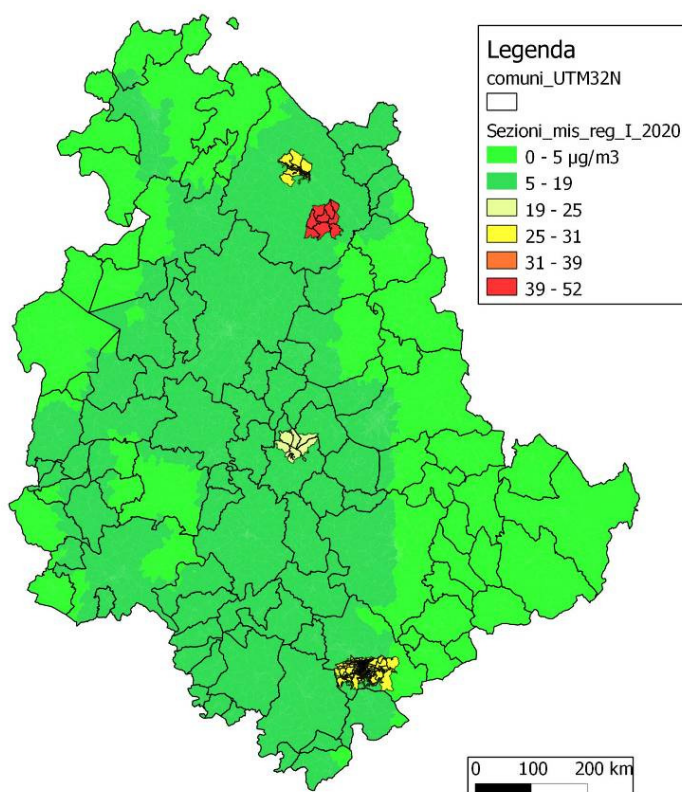 Legenda
comuni_UTM32N
Sezioni_mis_reg_I_2020
0 - 5 µg/m3
5 - 19
19 - 25
25 - 31
31 - 39
39 - 52
0 100 200 km